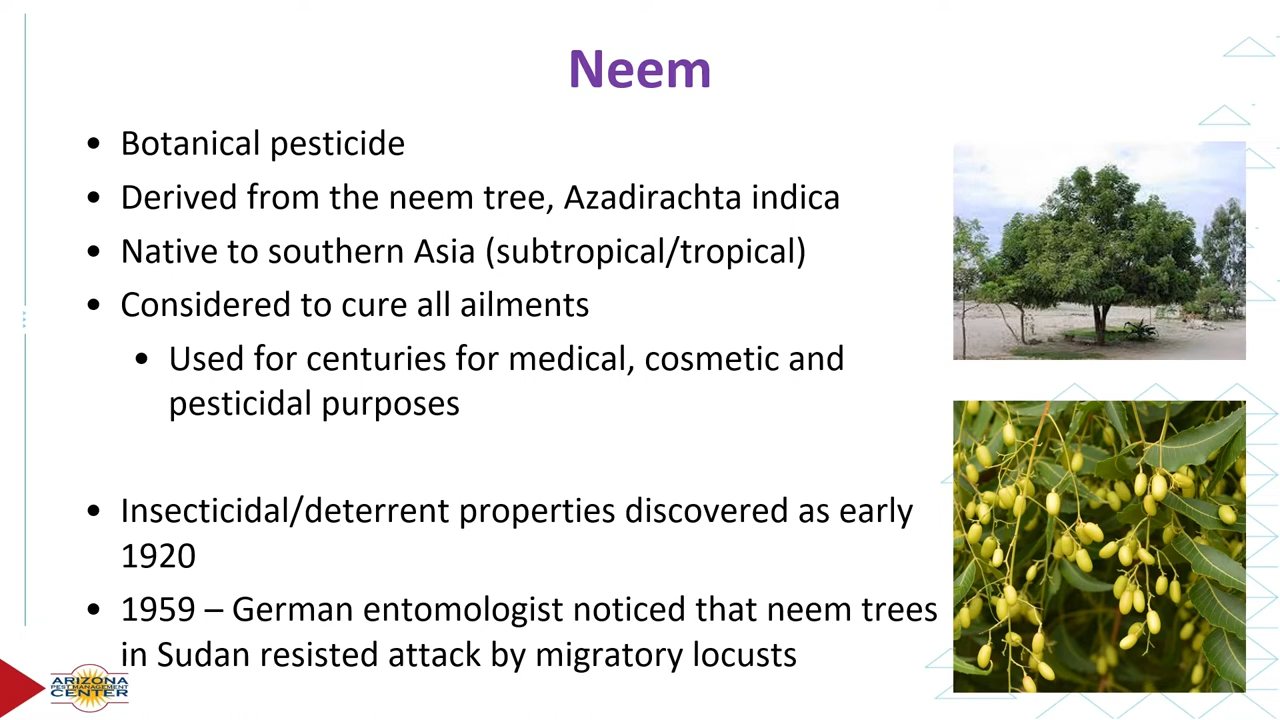 Neem
• Botanical pesticide
• Derived from the neem tree, Azadirachta indica
• Native to southern Asia (subtropical/tropical)
• Considered to cure all ailments
• Used for centuries for medical, cosmetic and
pesticidal purposes
• Insecticidal/deterrent properties discovered as early
1920
• 1959 – German entomologist noticed that neem trees
in Sudan resisted attack by migratory locusts
ARIZONA
PEST MANAGEMENT
CENTER